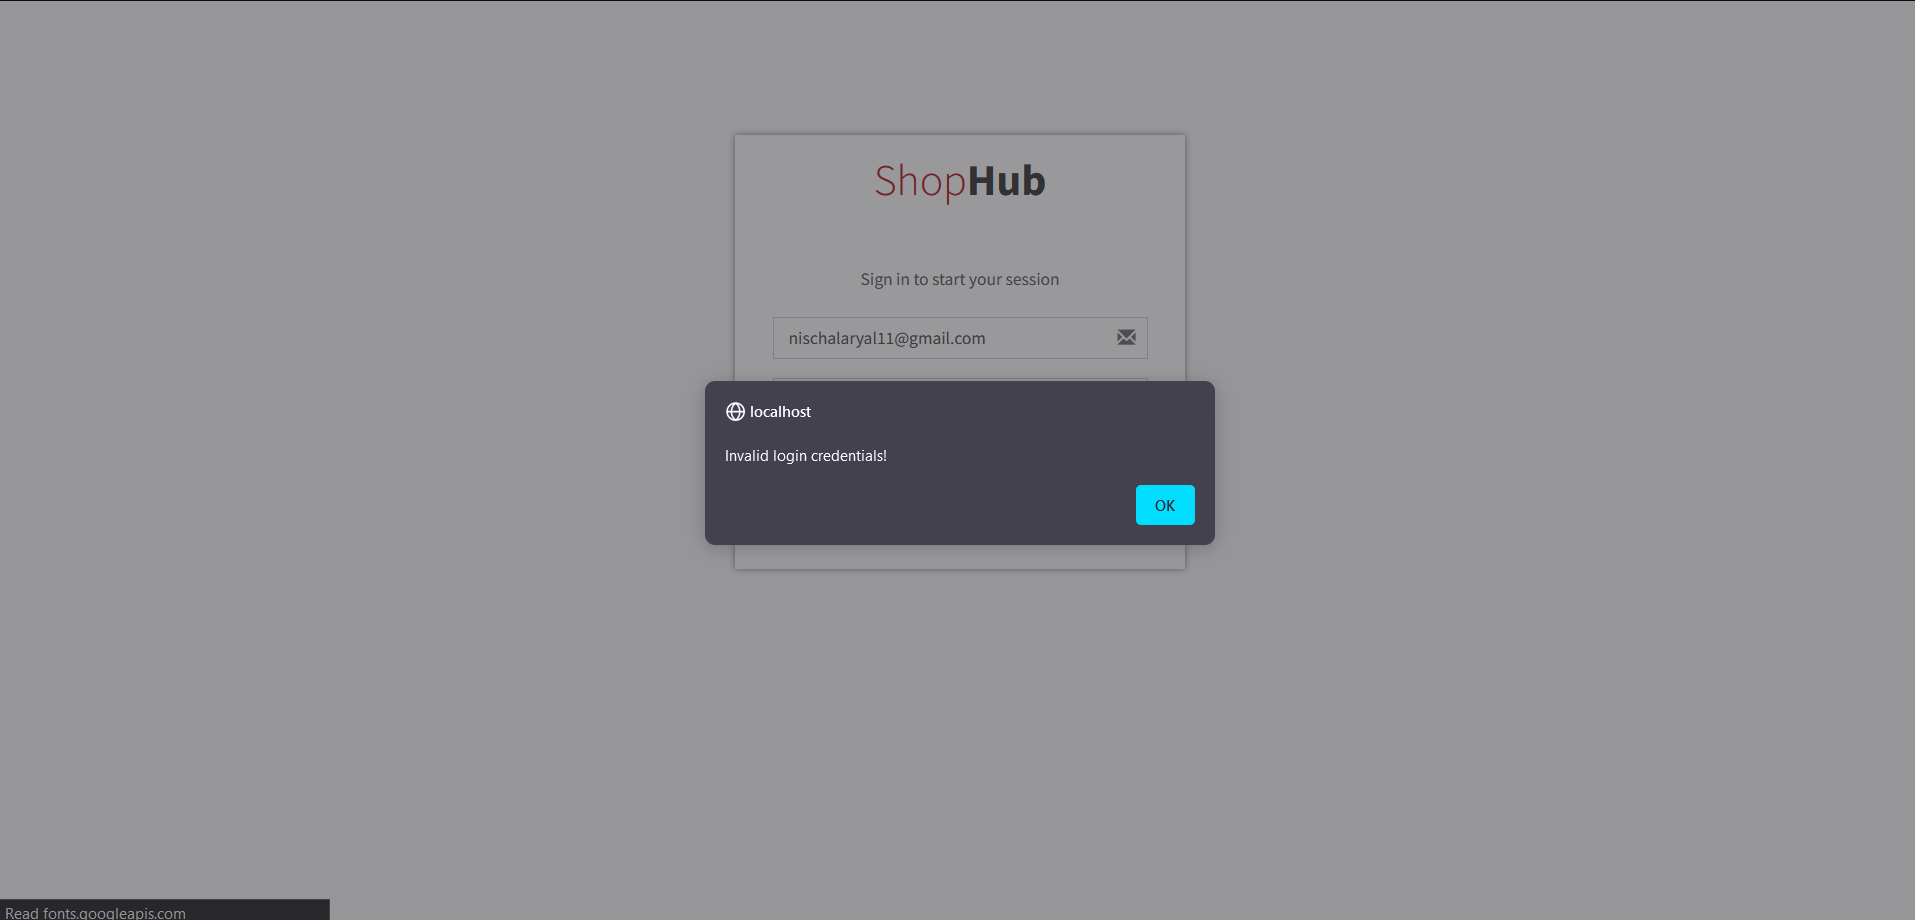 ShopHub
Sign in to start your session
nischalaryal11@gmail.com
localhost
Invalid login credentials!
OK
Read fonts.googleapis.com